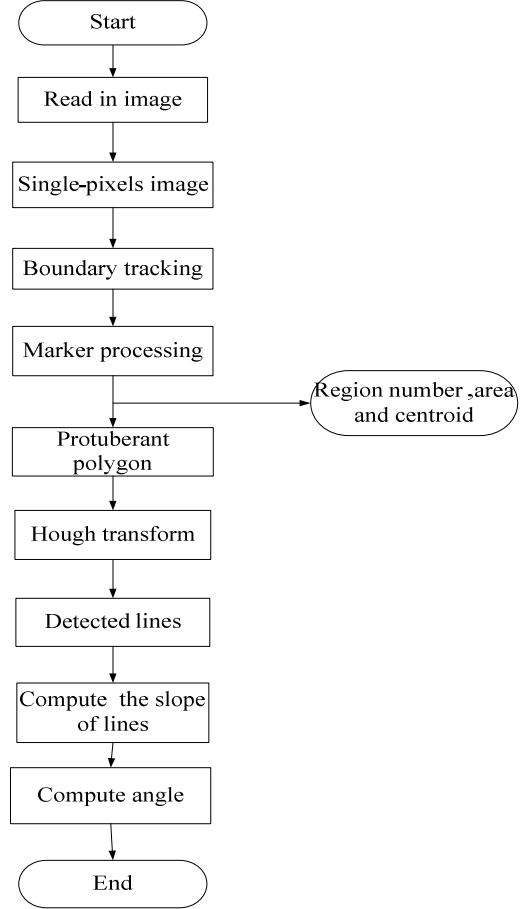 Start
Read in image
Single-pixels image
Boundary tracking
Marker processing
Region number ,area
and centroid
Protuberant
polygon
Hough transform
Detected lines
Compute the slope
of lines
Compute angle
End